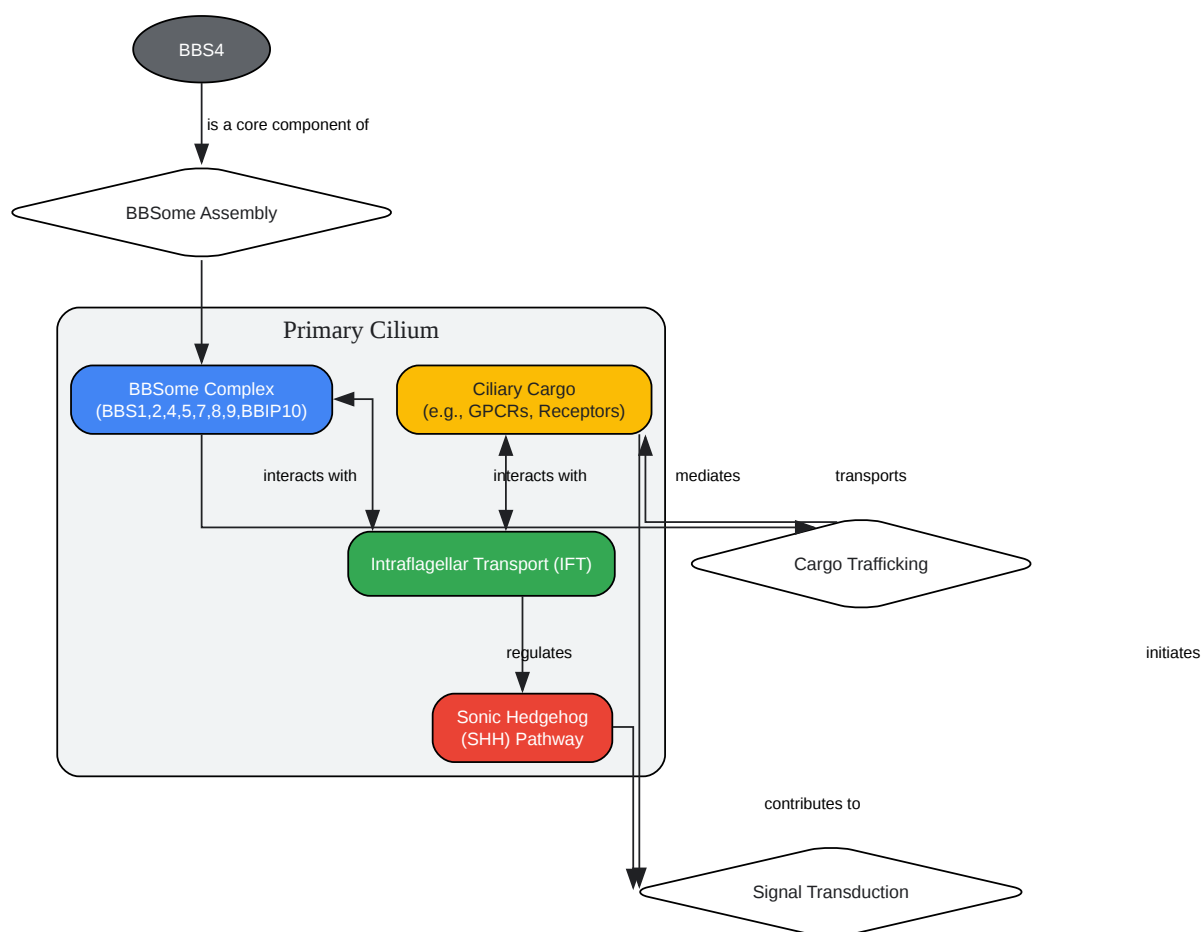 BBS4
is a core component of
BBSome Assembly
Primary Cilium
BBSome Complex
(BBS1,2,4,5,7,8,9,BBIP10)
Ciliary Cargo
(e.g., GPCRs, Receptors)
interacts with
interacts with
mediates
transports
Intraflagellar Transport (IFT)
Cargo Trafficking
regulates
initiates
Sonic Hedgehog
(SHH) Pathway
contributes to
Signal Transduction